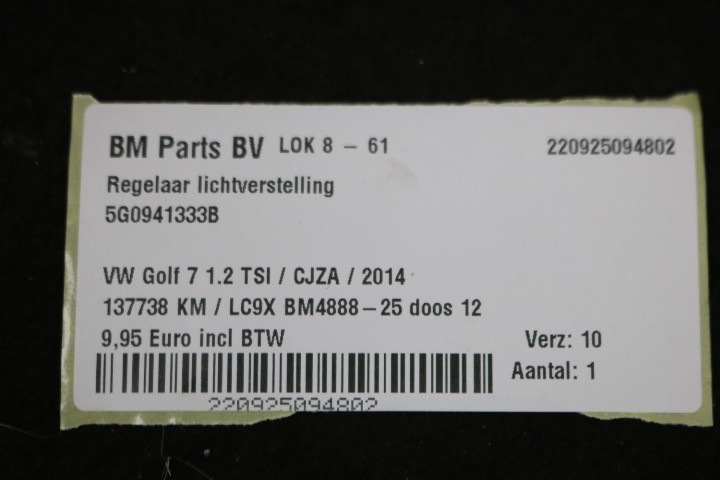 BM Parts BV LOK 8 - 61 220925094802
Regelaar lichtverstelling
5G0941333B
VW Golf 7 1.2 TSI / CJZA / 2014
137738 KM / LC9X BM4888-25 doos 12
9,95 Euro incl BTW Verz: 10
Aantal: 1
220925094802